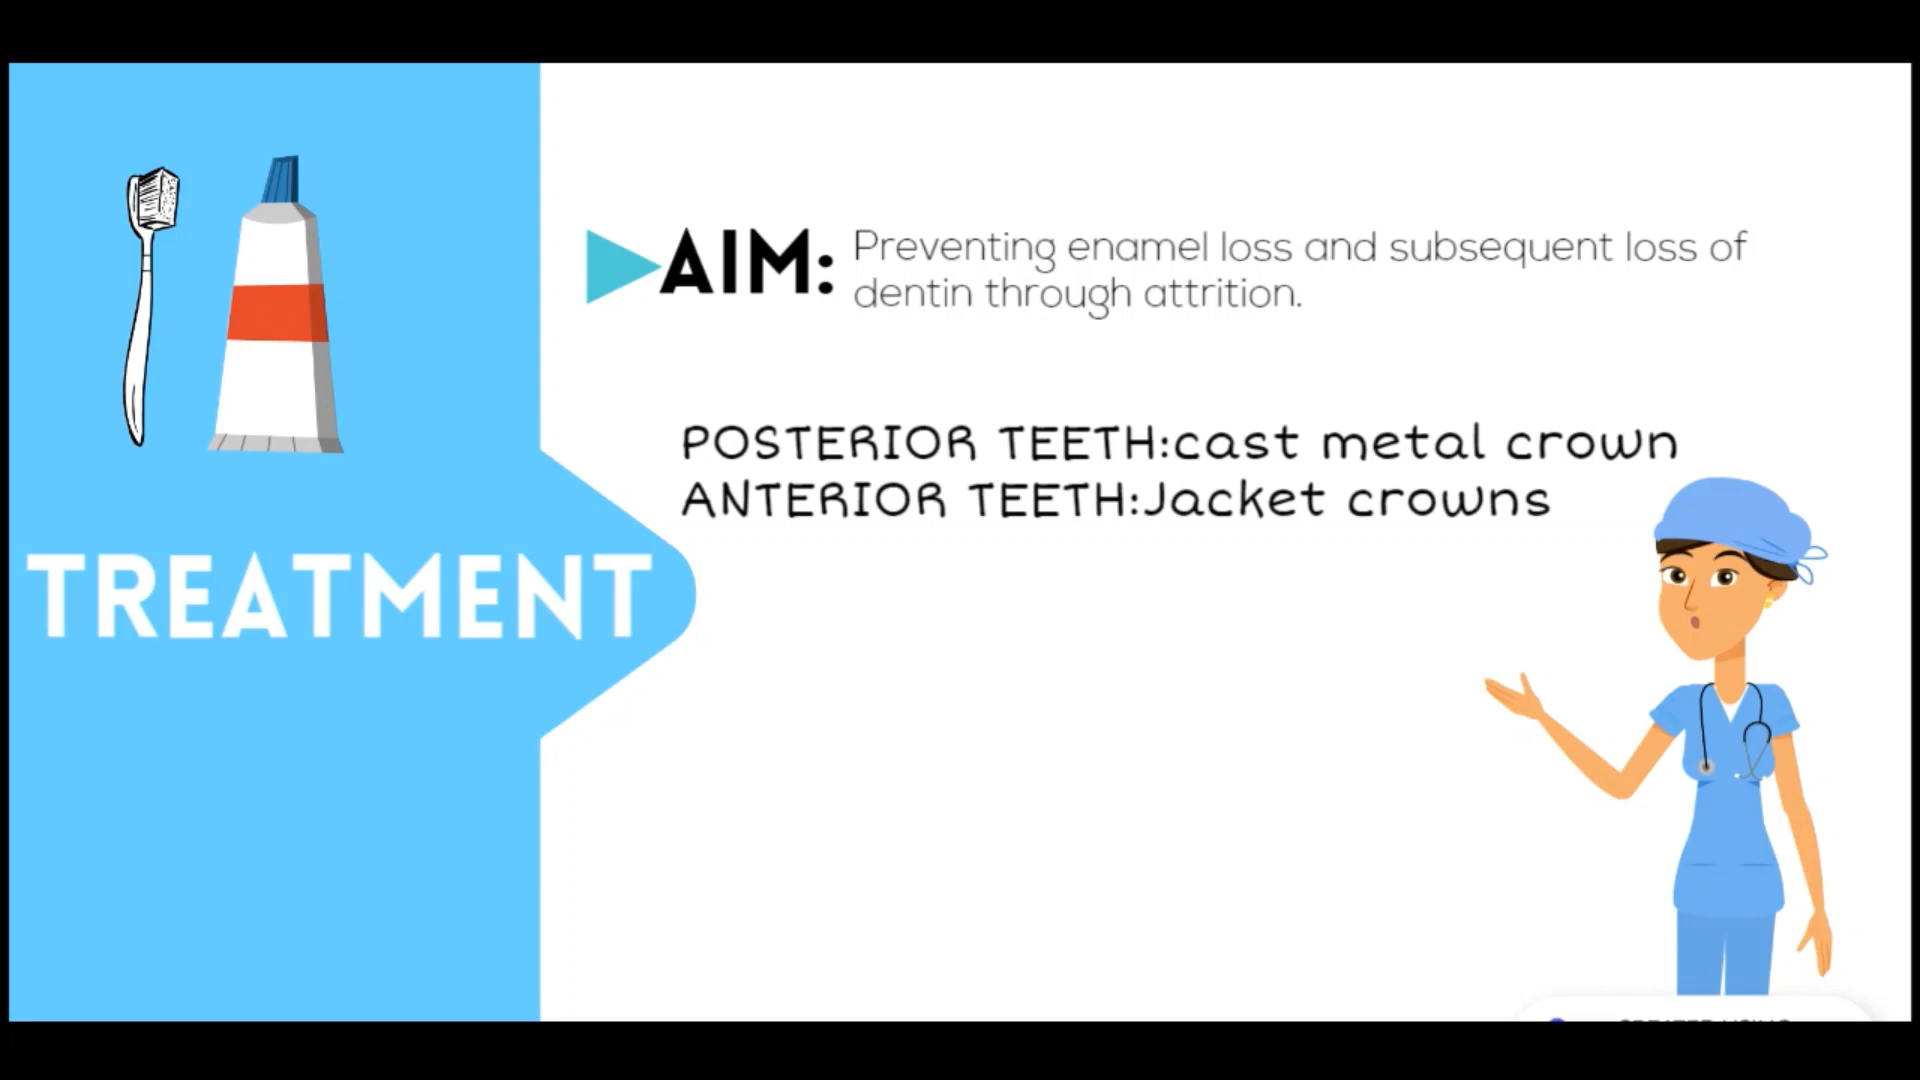 AIM: Preventing enamel loss and subsequent loss of
dentin through attrition.
POSTERIOR TEETH:cast metal crown
ANTERIOR TEETH:Jacket crowns
TREATMENT